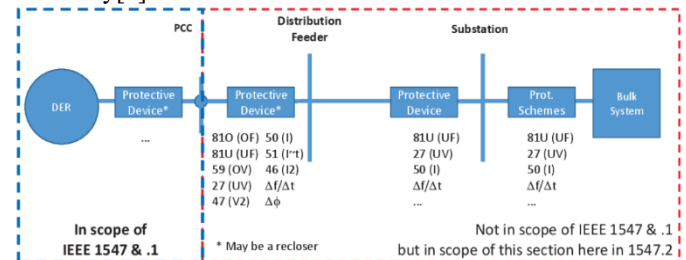 PCC
Distribution
Feeder
Substation
DER
Protective
Device*
Protective
Device*
Protective
Device
Prot.
Schemes
Bulk
System
...
81O (OF) 50 (I)
81U (UF) 51 (I~t)
59 (OV) 46 (I2)
27 (UV) Δf/Δt
47 (V2) Δϕ
81U (UF)
27 (UV)
50 (I)
Δf/Δt
...
81U (UF)
27 (UV)
50 (I)
Δf/Δt
...
In scope of
IEEE 1547 & .1
* May be a recloser
Not in scope of IEEE 1547 & .1
but in scope of this section here in 1547.2